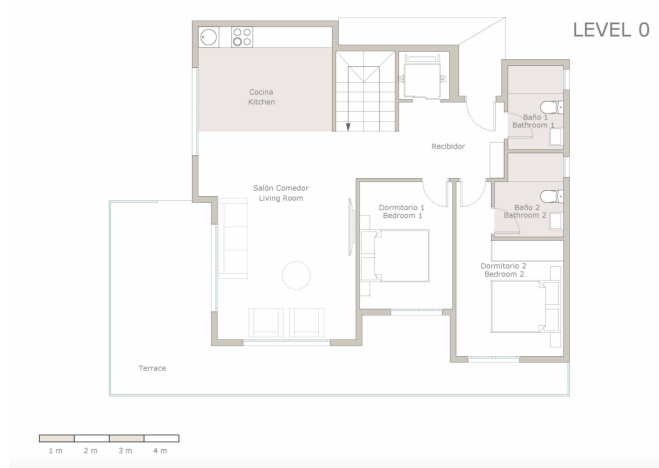 LEVEL 0
Cocina
Kitchen
Baño 1
Bathroom 1
Recibidor
Salón Comedor
Living Room
Dormitorio 1
Bedroom 1
Baño 2
Bathroom 2
Dormitorio 2
Bedroom 2
Terrace
1 m 2 m 3 m 4 m